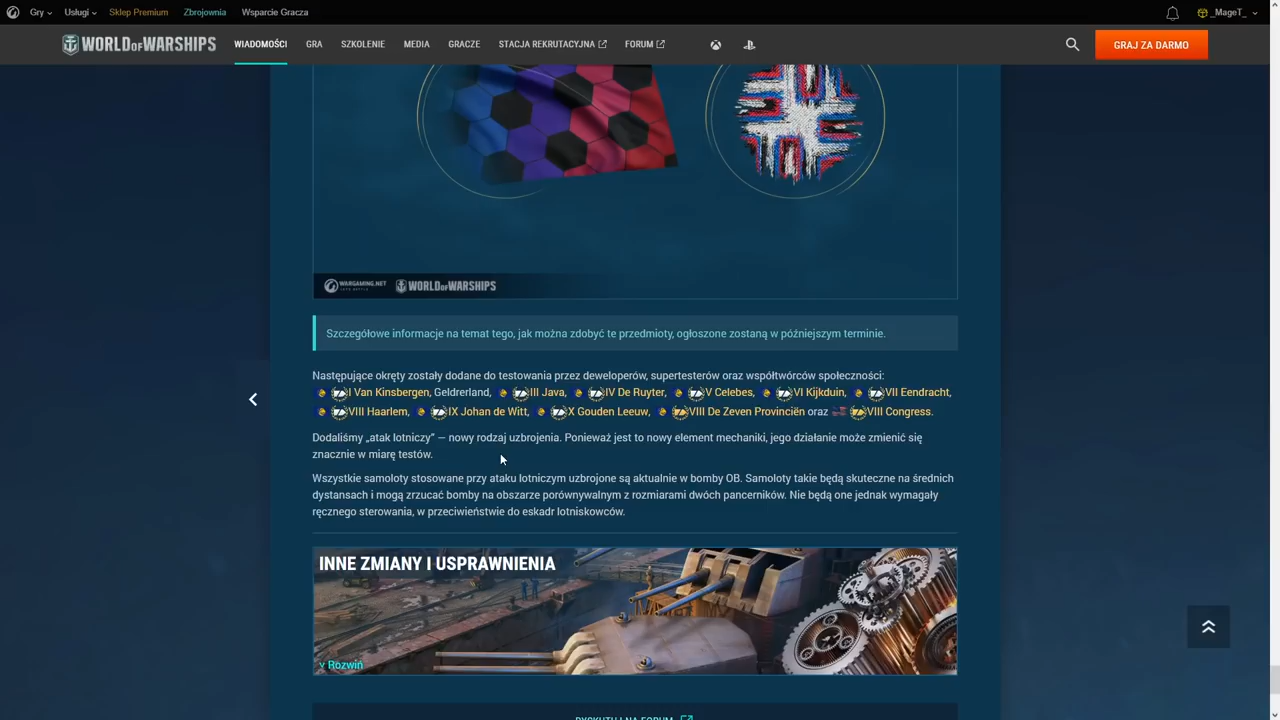 Gry Usługi Sklep Premium Zbrojownia Wsparcie Gracza _MageT_
WORLD OF WARSHIPS WIADOMOŚCI GRA SZKOLENIE MEDIA GRACZE STACJA REKRUTACYJNA FORUM GRAJ ZA DARMO
WARGAMING.NET LET'S BATTLE WORLD OF WARSHIPS
Szczegółowe informacje na temat tego, jak można zdobyć te przedmioty, ogłoszone zostaną w późniejszym terminie.
Następujące okręty zostały dodane do testowania przez deweloperów, supertesterów oraz współtwórców społeczności:
I Van Kinsbergen, Gelderland, III Java, IV De Ruyter, V Celebes, VI Kijkduin, VII Eendracht,
VIII Haarlem, IX Johan de Witt, X Gouden Leeuw, VIII De Zeven Provinciën oraz VIII Congress.
Dodaliśmy „atak lotniczy” — nowy rodzaj uzbrojenia. Ponieważ jest to nowy element mechaniki, jego działanie może zmienić się
znacznie w miarę testów.
Wszystkie samoloty stosowane przy ataku lotniczym uzbrojone są aktualnie w bomby OB. Samoloty takie będą skuteczne na średnich
dystansach i mogą zrzucać bomby na obszarze porównywalnym z rozmiarami dwóch pancerników. Nie będą one jednak wymagały
ręcznego sterowania, w przeciwieństwie do eskadr lotniskowców.
INNE ZMIANY I USPRAWNIENIA
v Rozwiń
DYSKUTUJ NA FORUM